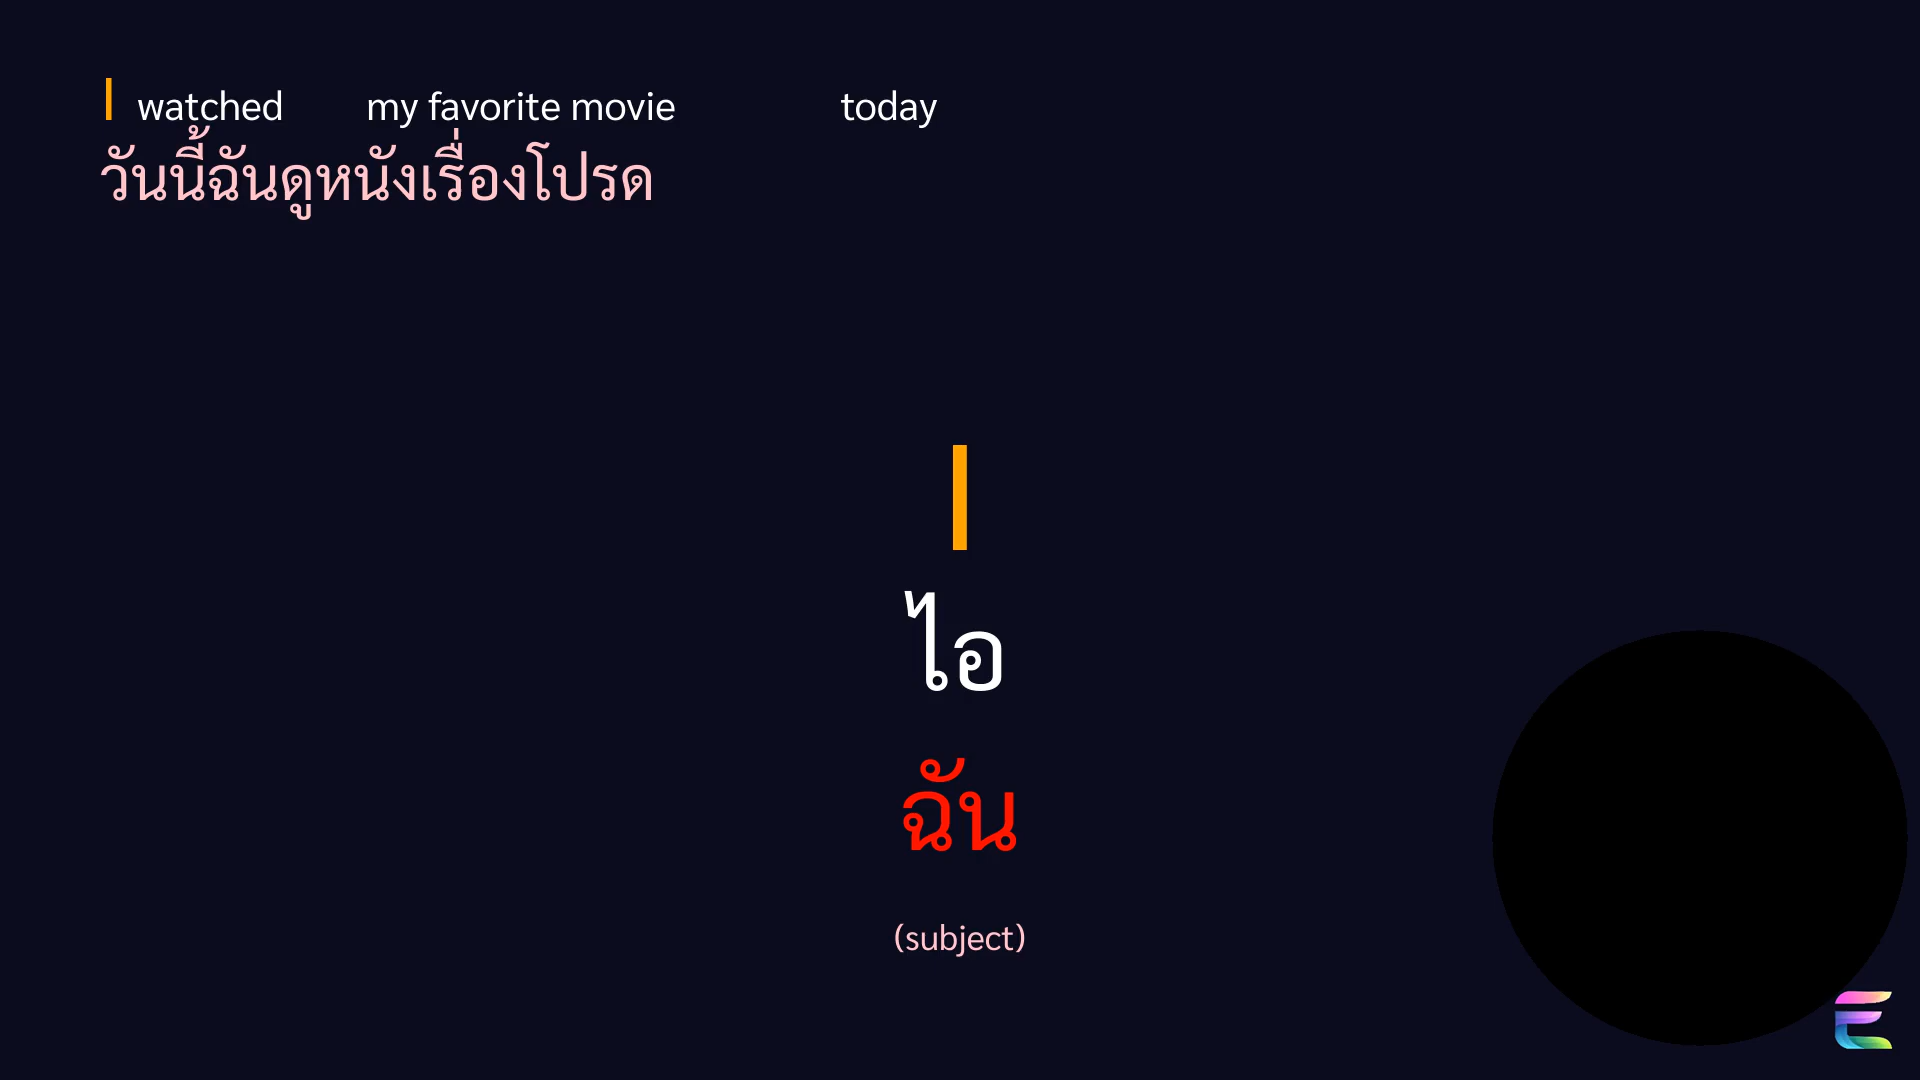 I watched my favorite movie today
วันนี้ฉันดูหนังเรื่องโปรด
I
ไอ
ฉัน
(subject)